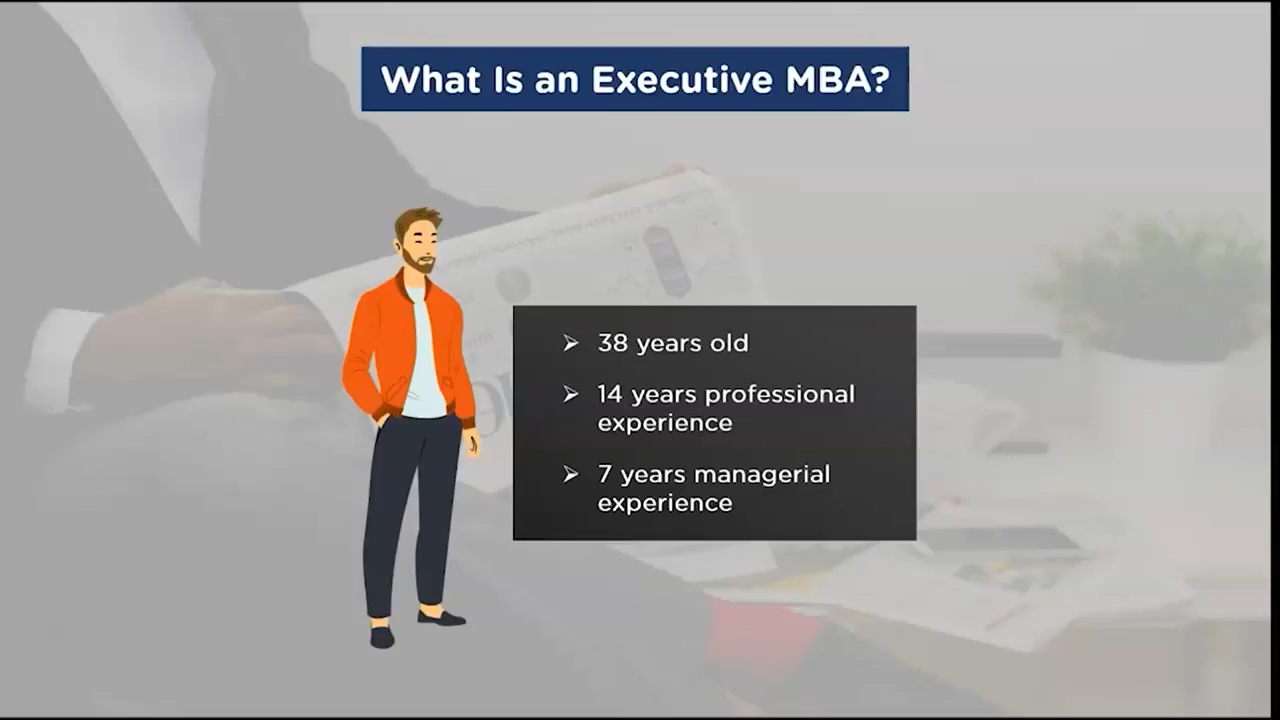 What Is an Executive MBA?
➢ 38 years old
➢ 14 years professional
experience
➢ 7 years managerial
experience